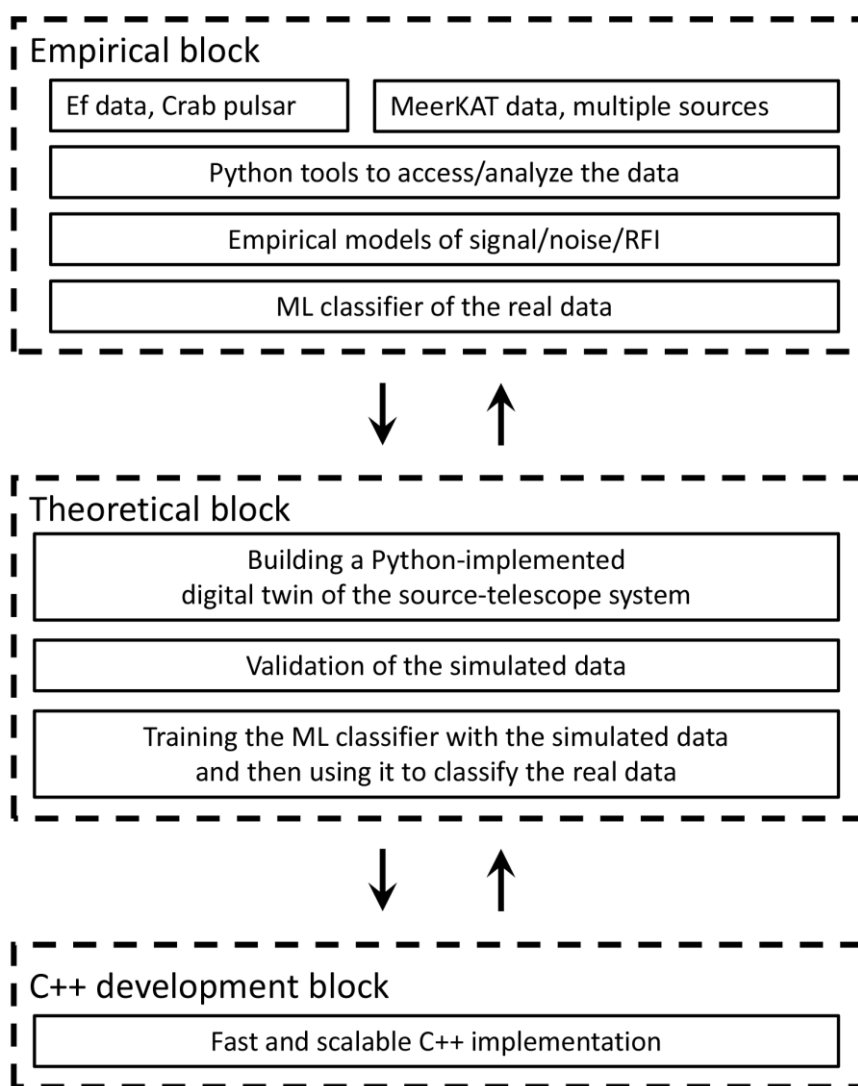 Empirical block
Ef data, Crab pulsar
MeerKAT data, multiple sources
Python tools to access/analyze the data
Empirical models of signal/noise/RFI
ML classifier of the real data
Theoretical block
Building a Python-implemented
digital twin of the source-telescope system
Validation of the simulated data
Training the ML classifier with the simulated data
and then using it to classify the real data
C++ development block
Fast and scalable C++ implementation